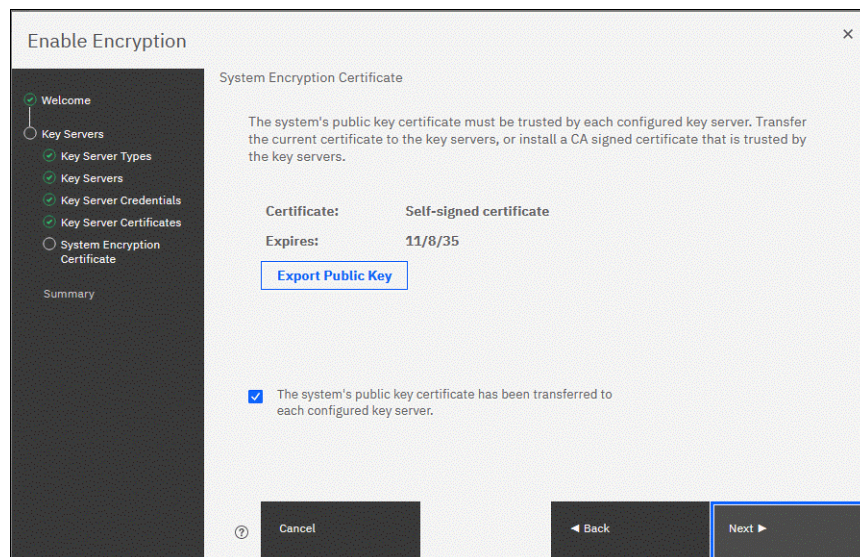 Enable Encryption
×
Welcome
Key Servers
Key Server Types
Key Servers
Key Server Credentials
Key Server Certificates
System Encryption
Certificate
Summary
System Encryption Certificate
The system's public key certificate must be trusted by each configured key server. Transfer
the current certificate to the key servers, or install a CA signed certificate that is trusted by
the key servers.
Certificate: Self-signed certificate
Expires: 11/8/35
Export Public Key
The system's public key certificate has been transferred to
each configured key server.
? Cancel ◀ Back Next ▶